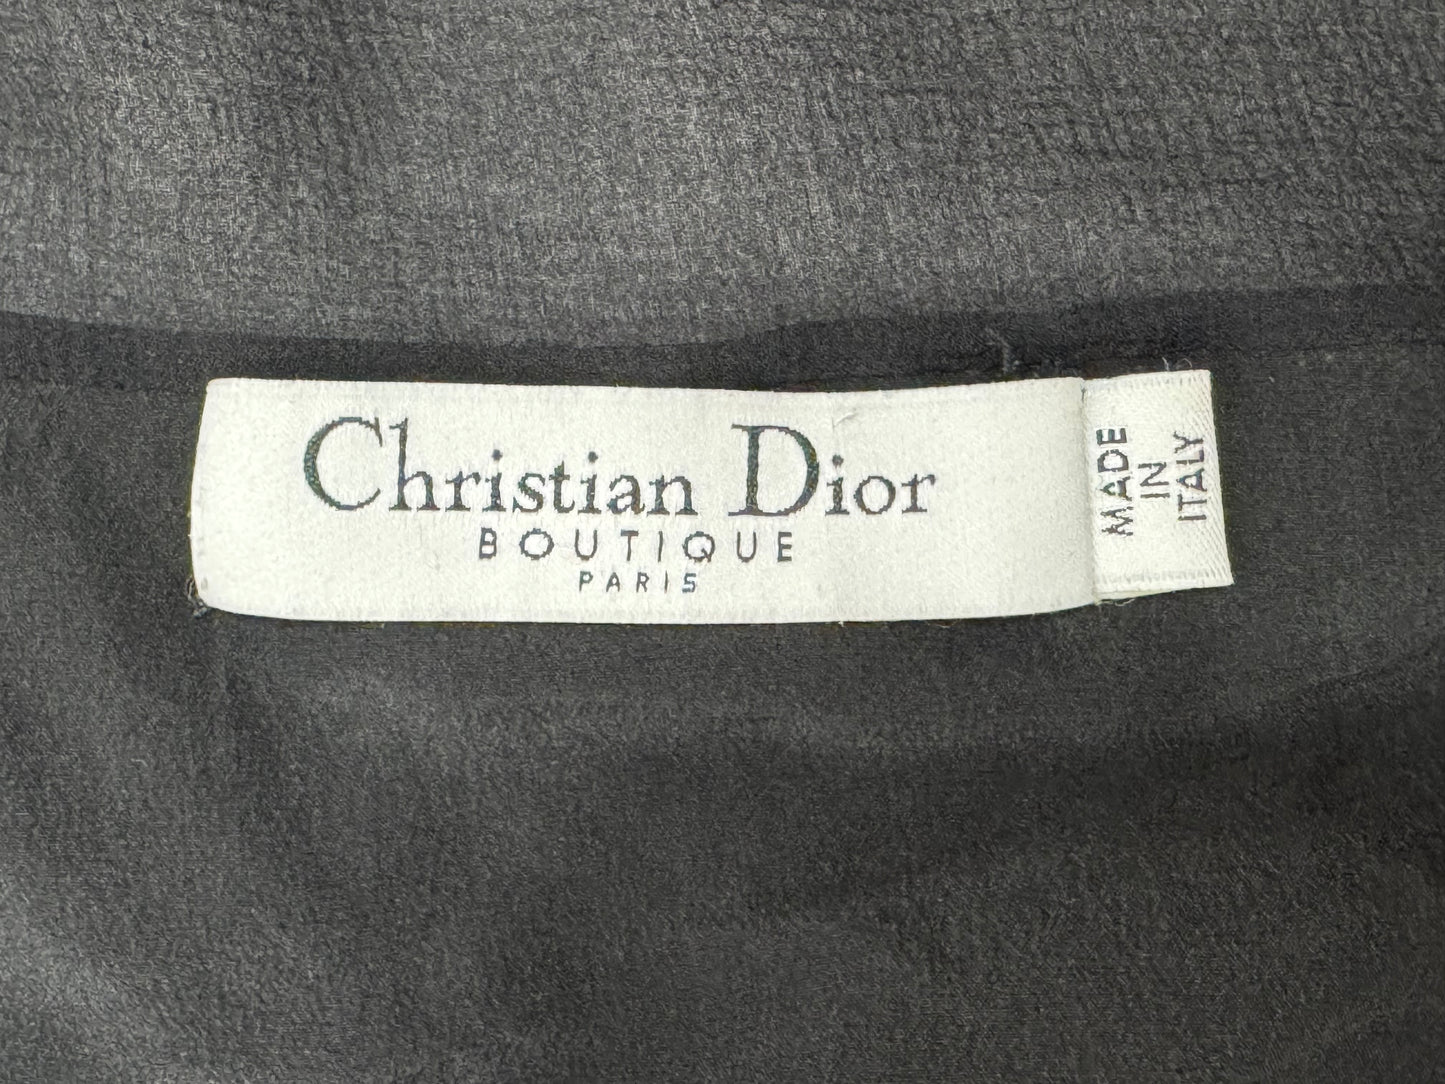 Christian Dior
BOUTIQUE
PARIS
MADE
IN
ITALY